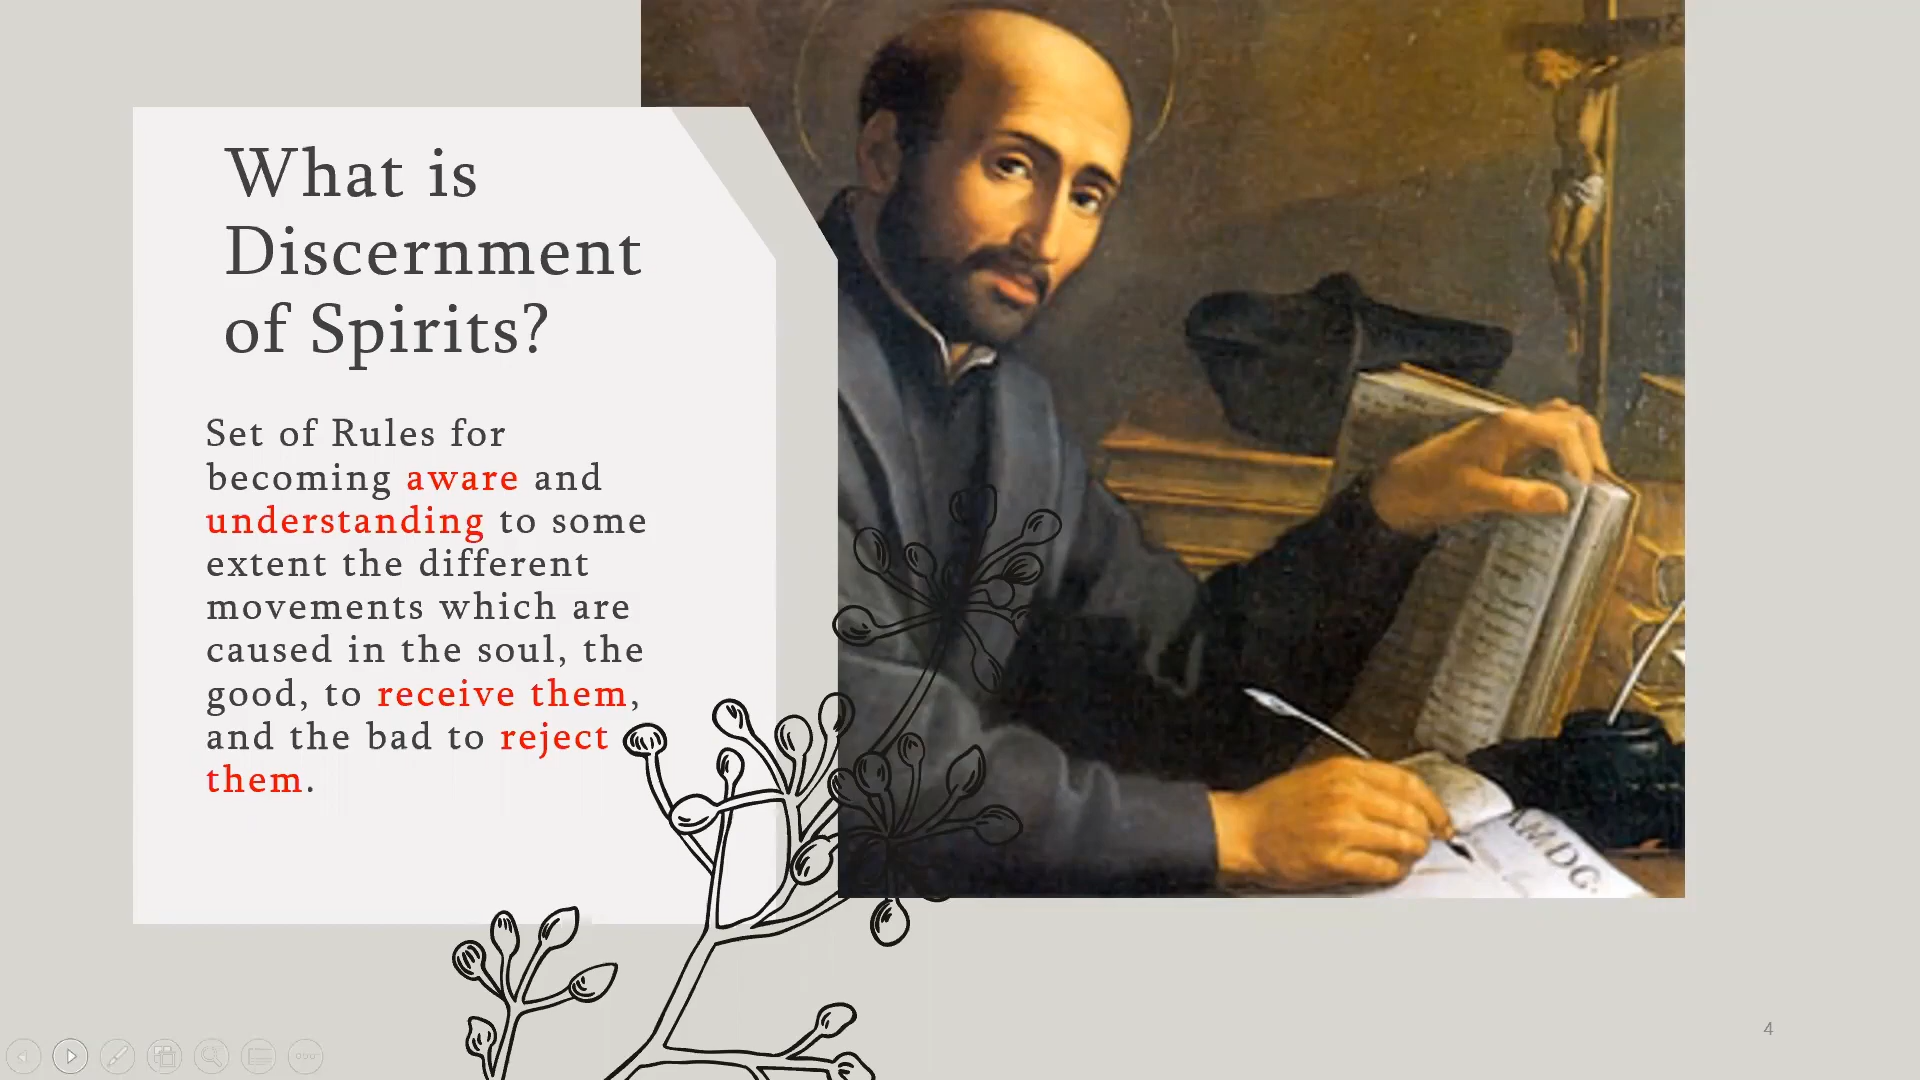 What is
Discernment
of Spirits?
Set of Rules for
becoming aware and
understanding to some
extent the different
movements which are
caused in the soul, the
good, to receive them,
and the bad to reject
them.
AMDG.
4